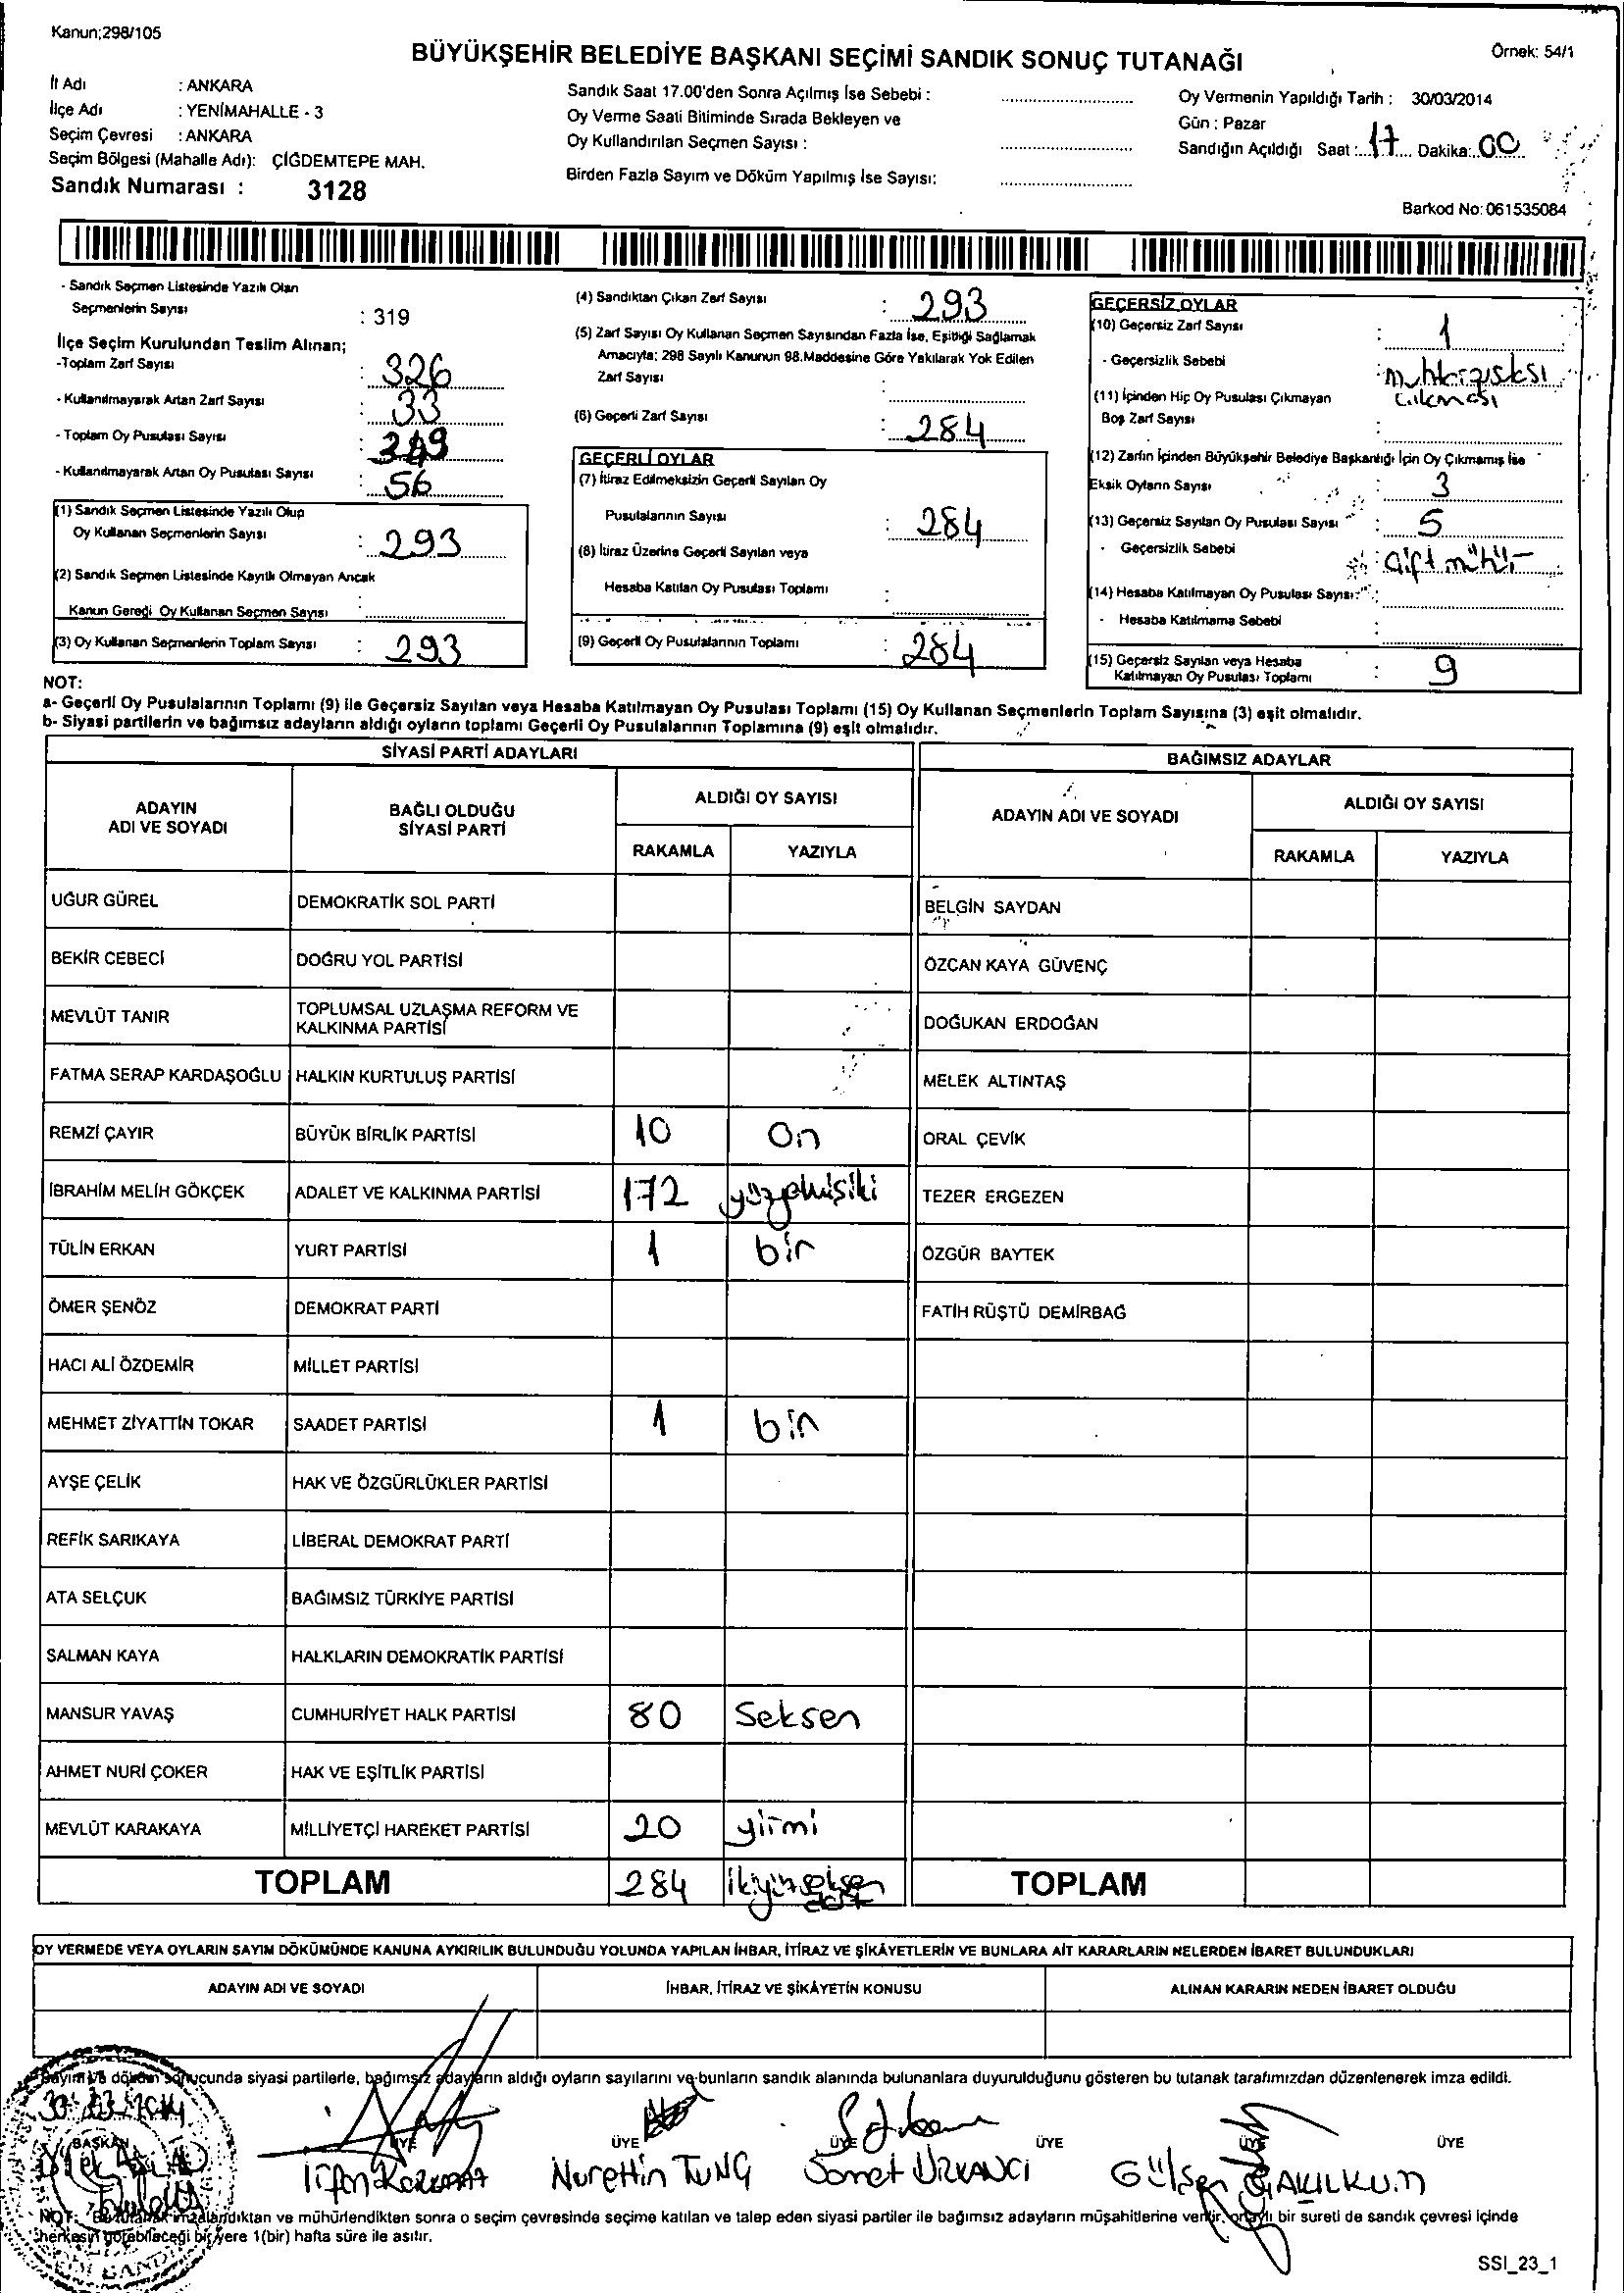 Kanun;298/105
BÜYÜKŞEHİR BELEDİYE BAŞKANI SEÇİMİ SANDIK SONUÇ TUTANAĞI
Örnek: 54/1
İl Adı : ANKARA
İlçe Adı : YENİMAHALLE - 3
Seçim Çevresi : ANKARA
Seçim Bölgesi (Mahalle Adı): ÇİĞDEMTEPE MAH.
Sandık Numarası : 3128
Sandık Saat 17.00'den Sonra Açılmış İse Sebebi :
Oy Verme Saati Bitiminde Sırada Bekleyen ve
Oy Kullandırılan Seçmen Sayısı :
Birden Fazla Sayım ve Döküm Yapılmış İse Sayısı:
Oy Vermenin Yapıldığı Tarih : 30/03/2014
Gün : Pazar
Sandığın Açıldığı Saat : 17 Dakika: 00
Barkod No: 061535084
- Sandık Seçmen Listesinde Yazılı Olan
Seçmenlerin Sayısı : 319
İlçe Seçim Kurulundan Teslim Alınan;
-Toplam Zarf Sayısı : 326
- Kullanılmayarak Artan Zarf Sayısı : 33
- Toplam Oy Pusulası Sayısı : 349
- Kullanılmayarak Artan Oy Pusulası Sayısı : 56
(1) Sandık Seçmen Listesinde Yazılı Olup
Oy Kullanan Seçmenlerin Sayısı : 293
(2) Sandık Seçmen Listesinde Kayıtlı Olmayan Ancak
Kanun Gereği Oy Kullanan Seçmen Sayısı :
(3) Oy Kullanan Seçmenlerin Toplam Sayısı : 293
(4) Sandıktan Çıkan Zarf Sayısı : 293
(5) Zarf Sayısı Oy Kullanan Seçmen Sayısından Fazla İse, Eşitliği Sağlamak
Amacıyla; 298 Sayılı Kanunun 98.Maddesine Göre Yakılarak Yok Edilen
Zarf Sayısı :
(6) Geçerli Zarf Sayısı : 284
GEÇERLİ OYLAR
(7) İtiraz Edilmeksizin Geçerli Sayılan Oy
Pusulalarının Sayısı : 284
(8) İtiraz Üzerine Geçerli Sayılan veya
Hesaba Katılan Oy Pusulası Toplamı :
(9) Geçerli Oy Pusulalarının Toplamı : 284
GEÇERSİZ OYLAR
(10) Geçersiz Zarf Sayısı : 1
- Geçersizlik Sebebi :
çıkması
(11) İçinden Hiç Oy Pusulası Çıkmayan
Boş Zarf Sayısı :
(12) Zarfın İçinden Büyükşehir Belediye Başkanlığı İçin Oy Çıkmamış İse
Eksik Oyların Sayısı : 3
(13) Geçersiz Sayılan Oy Pusulası Sayısı : 5
- Geçersizlik Sebebi : Çift mühür
(14) Hesaba Katılmayan Oy Pusulası Sayısı :
- Hesaba Katılmama Sebebi :
(15) Geçersiz Sayılan veya Hesaba
Katılmayan Oy Pusulası Toplamı : 9
NOT:
a- Geçerli Oy Pusulalarının Toplamı (9) ile Geçersiz Sayılan veya Hesaba Katılmayan Oy Pusulası Toplamı (15) Oy Kullanan Seçmenlerin Toplam Sayısına (3) eşit olmalıdır.
b- Siyasi partilerin ve bağımsız adayların aldığı oyların toplamı Geçerli Oy Pusulalarının Toplamına (9) eşit olmalıdır.
SİYASİ PARTİ ADAYLARI
ADAYIN ADI VE SOYADI BAĞLI OLDUĞU SİYASİ PARTİ ALDIĞI OY SAYISI
RAKAMLA YAZIYLA
UĞUR GÜREL DEMOKRATİK SOL PARTİ
BEKİR CEBECİ DOĞRU YOL PARTİSİ
MEVLÜT TANIR TOPLUMSAL UZLAŞMA REFORM VE KALKINMA PARTİSİ
FATMA SERAP KARDAŞOĞLU HALKIN KURTULUŞ PARTİSİ
REMZİ ÇAYIR BÜYÜK BİRLİK PARTİSİ 10 On
İBRAHİM MELİH GÖKÇEK ADALET VE KALKINMA PARTİSİ 172
TÜLİN ERKAN YURT PARTİSİ 1 bir
ÖMER ŞENÖZ DEMOKRAT PARTİ
HACI ALİ ÖZDEMİR MİLLET PARTİSİ
MEHMET ZİYATTİN TOKAR SAADET PARTİSİ 1 bir
AYŞE ÇELİK HAK VE ÖZGÜRLÜKLER PARTİSİ
REFİK SARIKAYA LİBERAL DEMOKRAT PARTİ
ATA SELÇUK BAĞIMSIZ TÜRKİYE PARTİSİ
SALMAN KAYA HALKLARIN DEMOKRATİK PARTİSİ
MANSUR YAVAŞ CUMHURİYET HALK PARTİSİ 80 Seksen
AHMET NURİ ÇOKER HAK VE EŞİTLİK PARTİSİ
MEVLÜT KARAKAYA MİLLİYETÇİ HAREKET PARTİSİ 20 yirmi
TOPLAM 284 ikiyüzseksen dört
BAĞIMSIZ ADAYLAR
ADAYIN ADI VE SOYADI ALDIĞI OY SAYISI
RAKAMLA YAZIYLA
BELGİN SAYDAN
ÖZCAN KAYA GÜVENÇ
DOĞUKAN ERDOĞAN
MELEK ALTINTAŞ
ORAL ÇEVİK
TEZER ERGEZEN
ÖZGÜR BAYTEK
FATİH RÜŞTÜ DEMİRBAĞ
TOPLAM
OY VERMEDE VEYA OYLARIN SAYIM DÖKÜMÜNDE KANUNA AYKIRILIK BULUNDUĞU YOLUNDA YAPILAN İHBAR, İTİRAZ VE ŞİKÂYETLERİN VE BUNLARA AİT KARARLARIN NELERDEN İBARET BULUNDUKLARI
ADAYIN ADI VE SOYADI İHBAR, İTİRAZ VE ŞİKÂYETİN KONUSU ALINAN KARARIN NEDEN İBARET OLDUĞU
Sayım ve döküm sonucunda siyasi partilerle, bağımsız adayların aldığı oyların sayılarını ve bunların sandık alanında bulunanlara duyurulduğunu gösteren bu tutanak tarafımızdan düzenlenerek imza edildi.
30.03.2014
BAŞKAN ÜYE ÜYE ÜYE ÜYE ÜYE ÜYE
Nurettin TUNÇ Samet Gülşen
NOT: Bu tutanak imzalandıktan ve mühürlendikten sonra o seçim çevresinde seçime katılan ve talep eden siyasi partiler ile bağımsız adayların müşahitlerine verilir, onaylı bir sureti de sandık çevresi içinde
herkesin görebileceği bir yere 1(bir) hafta süre ile asılır.
SSI_23_1